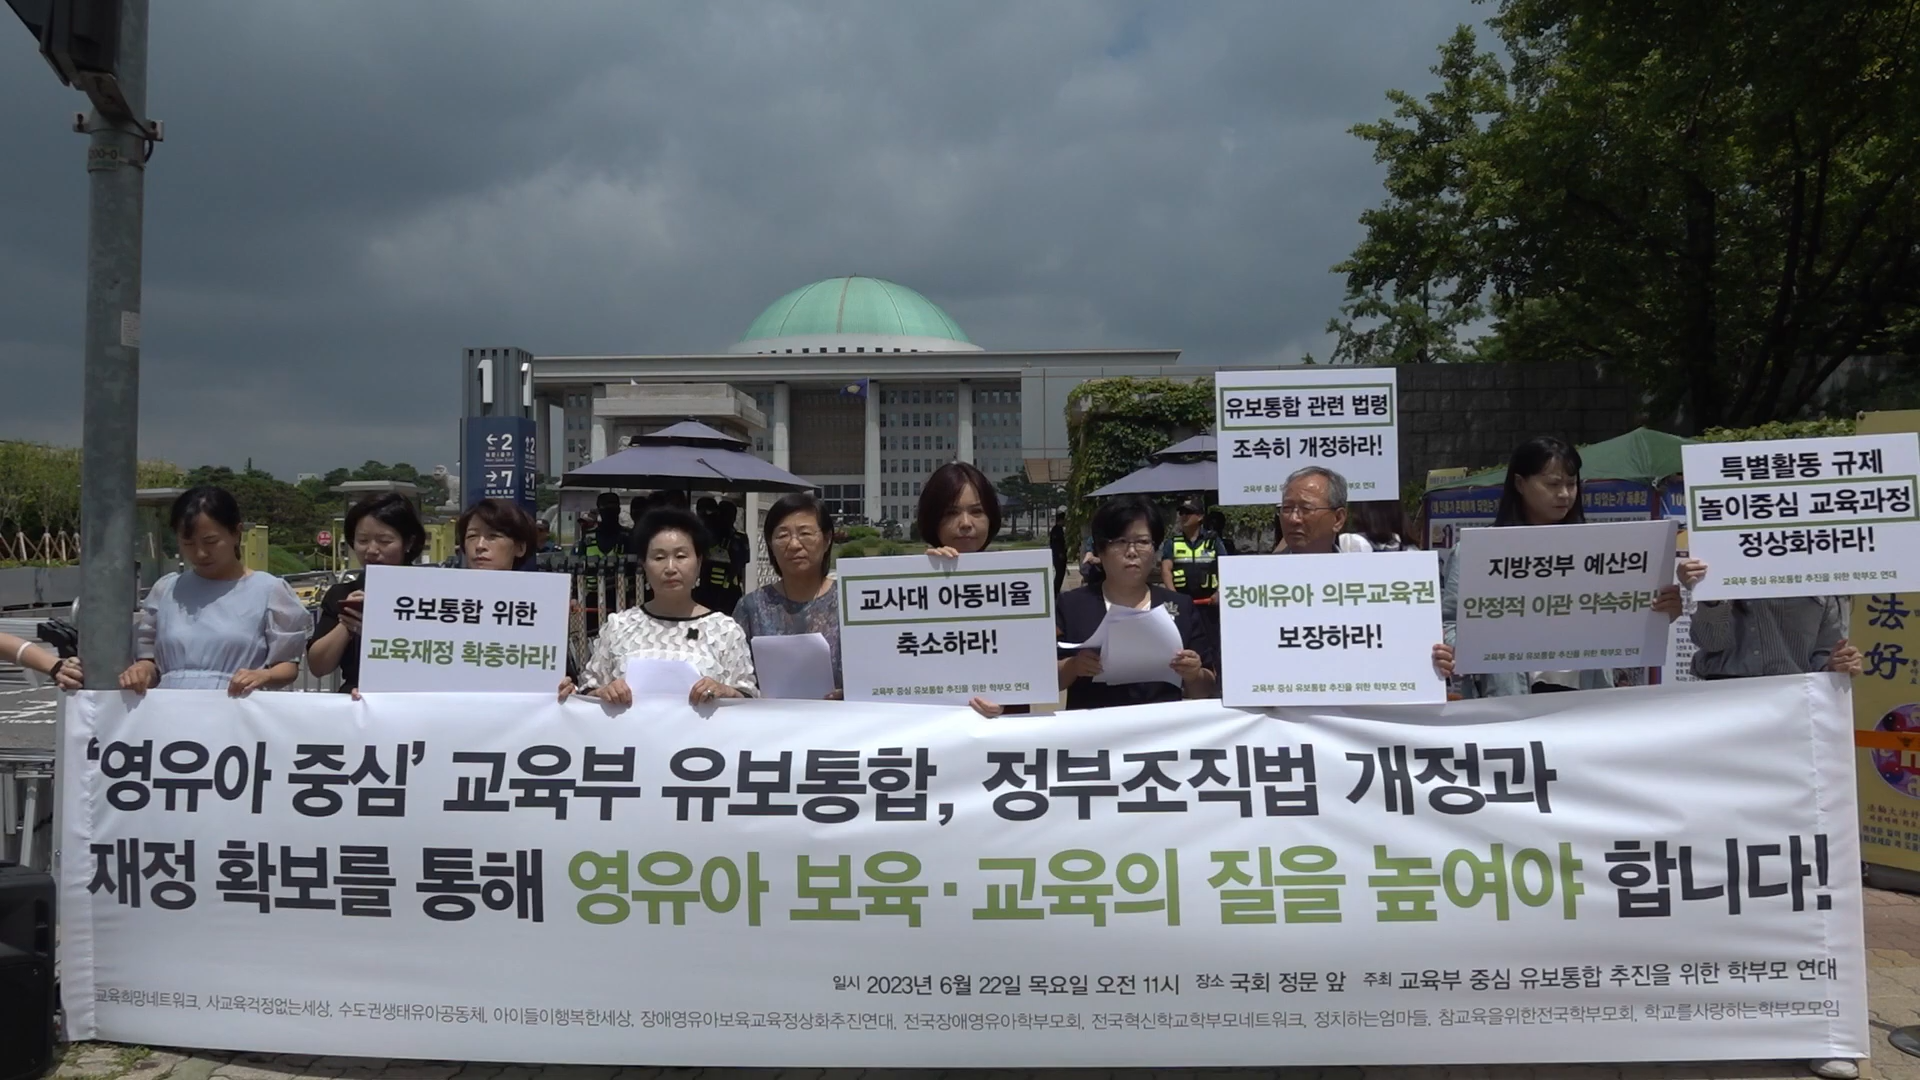 1
←2
→7
유보통합 관련 법령
조속히 개정하라!
교육부 중심 유보통합 추진을 위한 학부모 연대
특별활동 규제
놀이중심 교육과정
정상화하라!
교육부 중심 유보통합 추진을 위한 학부모 연대
유보통합 위한
교육재정 확충하라!
교사대 아동비율
축소하라!
교육부 중심 유보통합 추진을 위한 학부모 연대
장애유아 의무교육권
보장하라!
지방정부 예산의
안정적 이관 약속하라
교육부 중심 유보통합 추진을 위한 학부모 연대
法
好
'영유아 중심' 교육부 유보통합, 정부조직법 개정과
재정 확보를 통해 영유아 보육·교육의 질을 높여야 합니다!
일시 2023년 6월 22일 목요일 오전 11시 장소 국회 정문 앞 주최 교육부 중심 유보통합 추진을 위한 학부모 연대
교육희망네트워크, 사교육걱정없는세상, 수도권생태유아공동체, 아이들이행복한세상, 장애영유아보육교육정상화추진연대, 전국장애영유아학부모회, 전국혁신학교학부모네트워크, 정치하는엄마들, 참교육을위한전국학부모회, 학교를사랑하는학부모모임